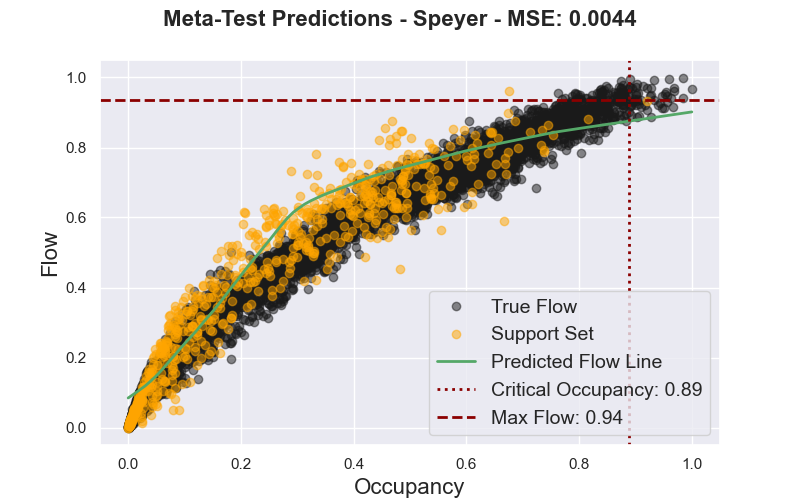 Meta-Test Predictions - Speyer - MSE: 0.0044
1.0
0.8
0.6
0.4
0.2
0.0
Flow
True Flow
Support Set
Predicted Flow Line
Critical Occupancy: 0.89
Max Flow: 0.94
0.0 0.2 0.4 0.6 0.8 1.0
Occupancy